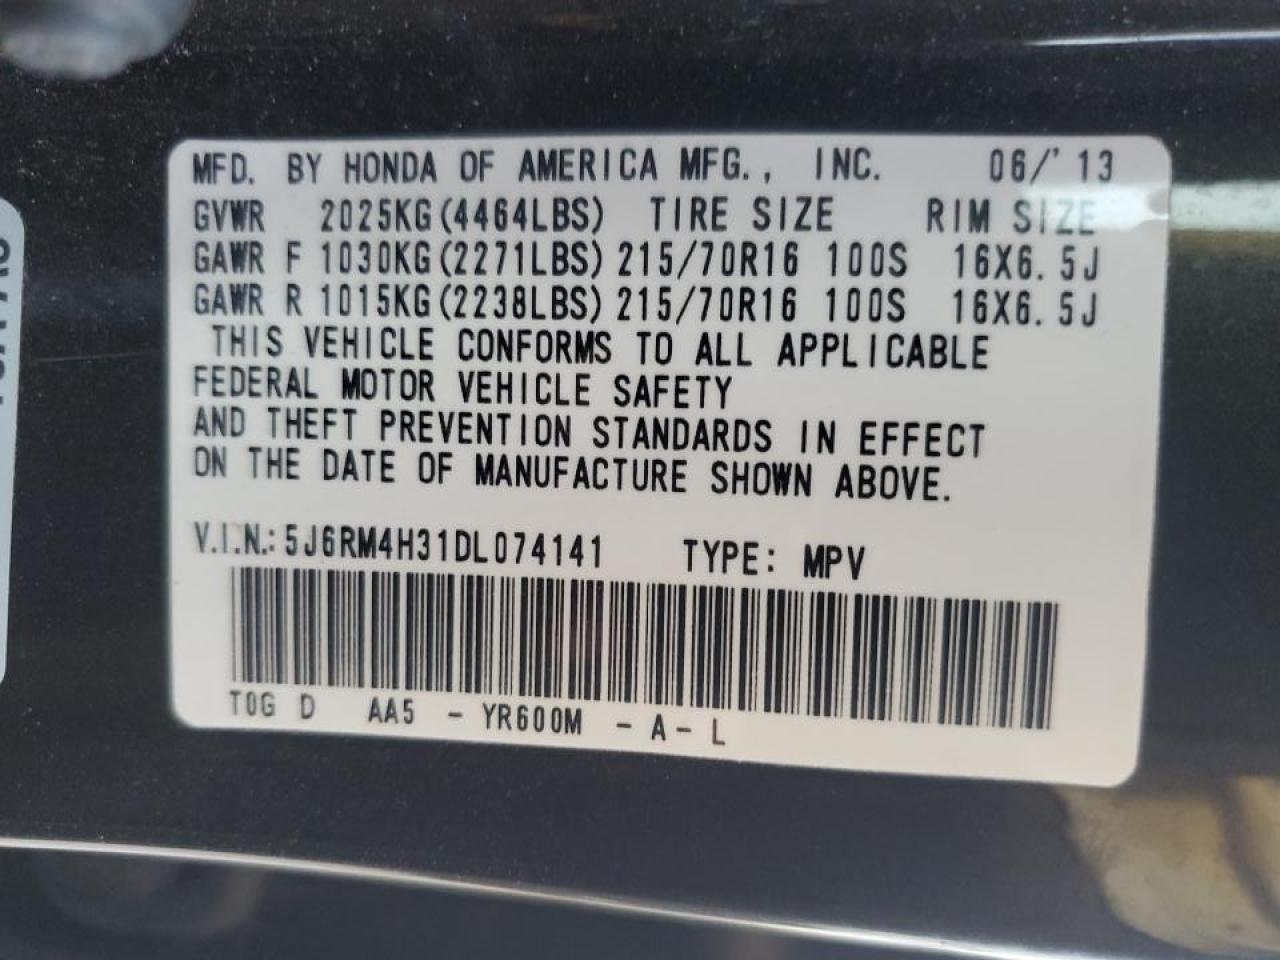 MFD. BY HONDA OF AMERICA MFG., INC. 06/'13
GVWR 2025KG(4464LBS) TIRE SIZE RIM SIZE
GAWR F 1030KG(2271LBS) 215/70R16 100S 16X6.5J
GAWR R 1015KG(2238LBS) 215/70R16 100S 16X6.5J
THIS VEHICLE CONFORMS TO ALL APPLICABLE
FEDERAL MOTOR VEHICLE SAFETY
AND THEFT PREVENTION STANDARDS IN EFFECT
ON THE DATE OF MANUFACTURE SHOWN ABOVE.
V.I.N.: 5J6RM4H31DL074141 TYPE: MPV
T0G D AA5 - YR600M - A - L